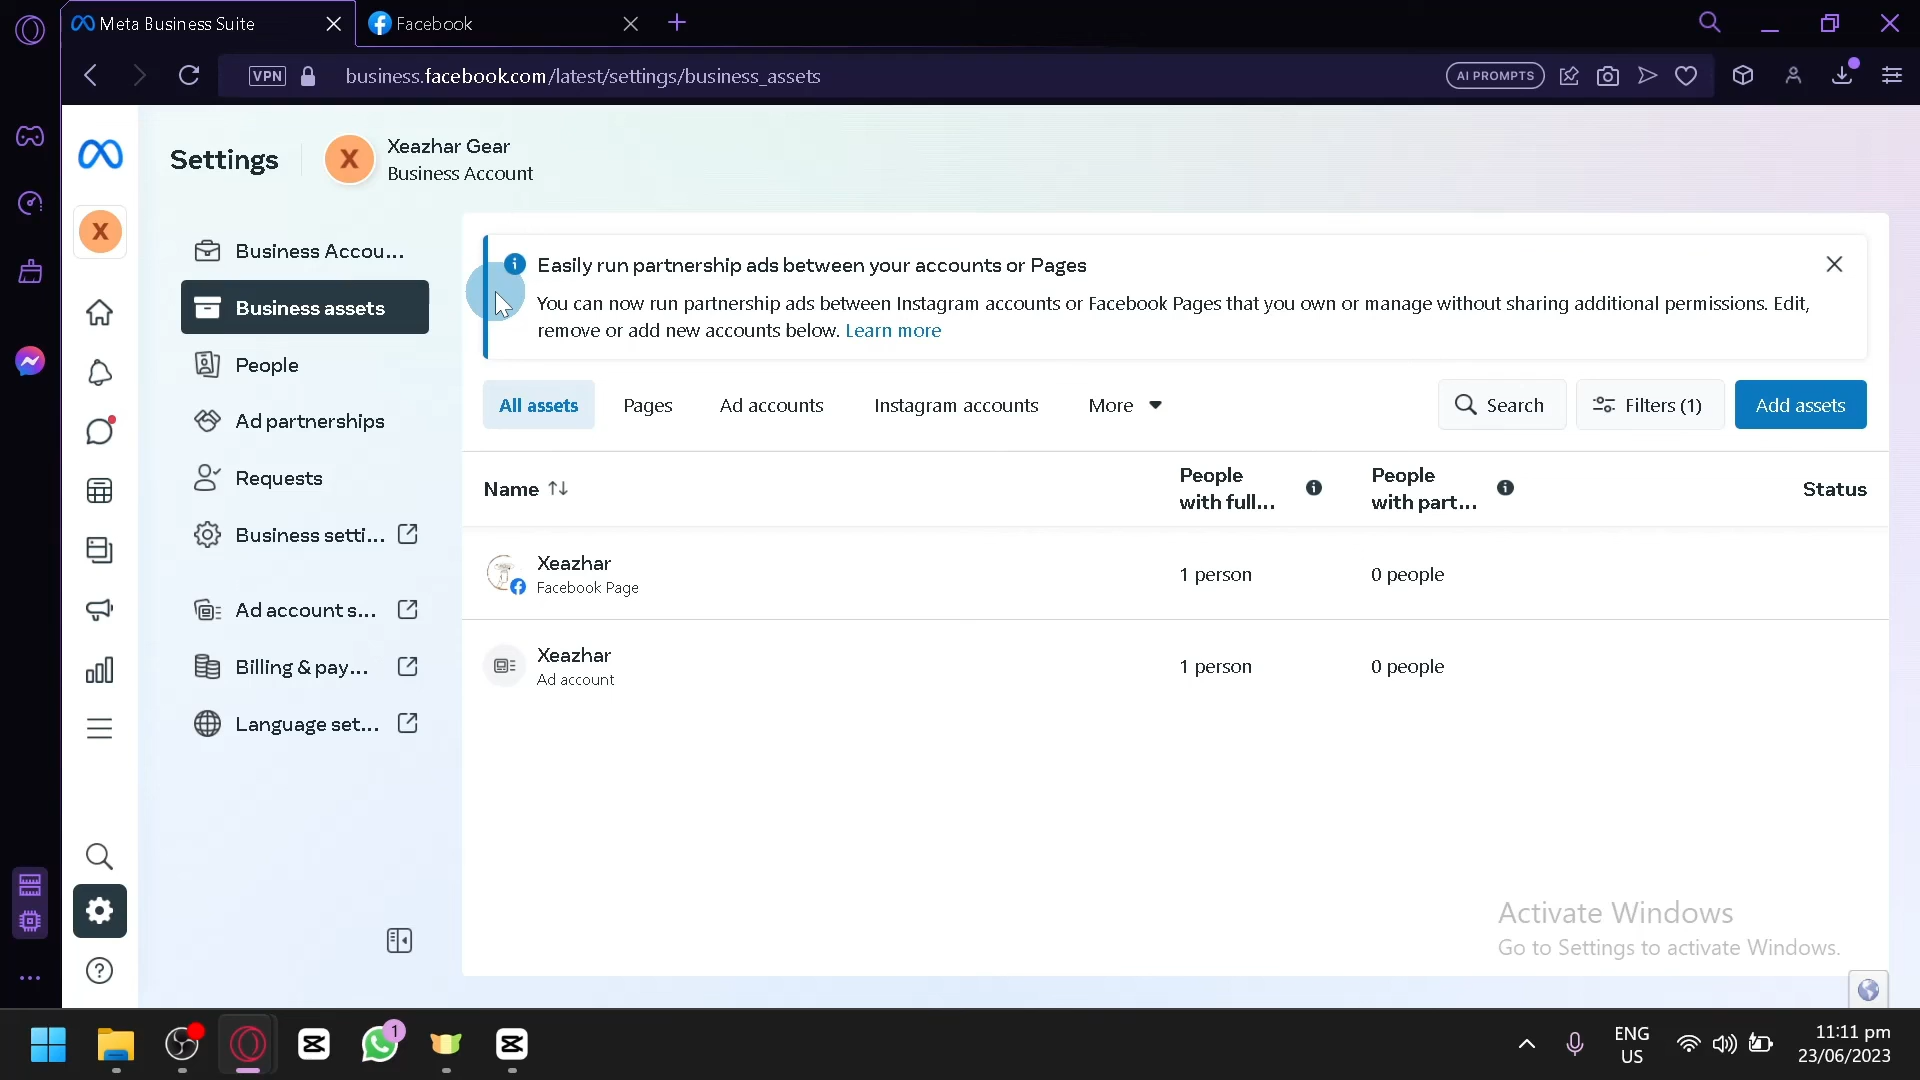 Meta Business Suite
Facebook
VPN
business.facebook.com/latest/settings/business_assets
AI PROMPTS
Settings
X
Xeazhar Gear
Business Account
X
Business Accou...
Business assets
People
Ad partnerships
Requests
Business setti...
Ad account s...
Billing & pay...
Language set...
Easily run partnership ads between your accounts or Pages
You can now run partnership ads between Instagram accounts or Facebook Pages that you own or manage without sharing additional permissions. Edit,
remove or add new accounts below. Learn more
All assets
Pages
Ad accounts
Instagram accounts
More
Search
Filters (1)
Add assets
Name
People
with full...
People
with part...
Status
Xeazhar
Facebook Page
1 person
0 people
Xeazhar
Ad account
1 person
0 people
Activate Windows
Go to Settings to activate Windows.
1
ENG
US
11:11 pm
23/06/2023